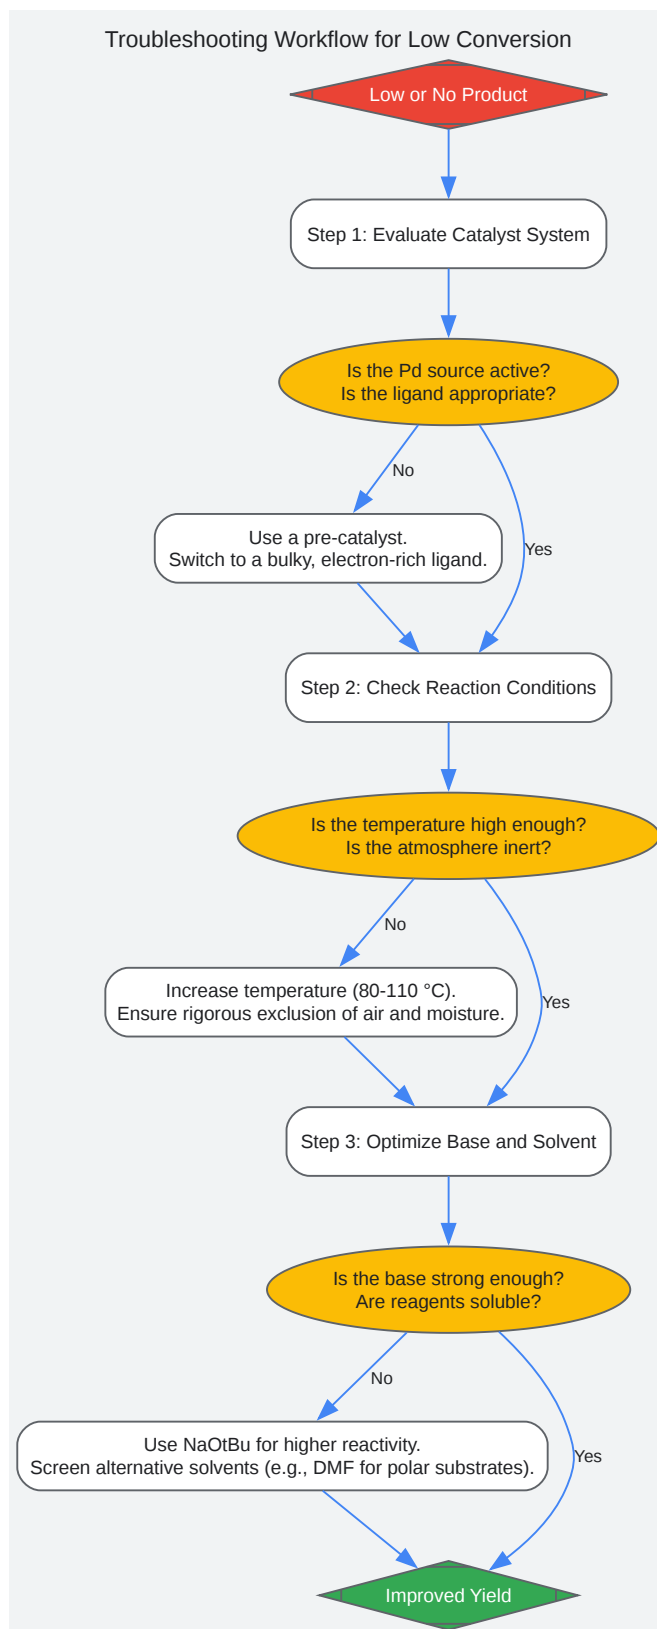 Troubleshooting Workflow for Low Conversion
Low or No Product
Step 1: Evaluate Catalyst System
Is the Pd source active?
Is the ligand appropriate?
No
Use a pre-catalyst.
Switch to a bulky, electron-rich ligand.
Yes
Step 2: Check Reaction Conditions
Is the temperature high enough?
Is the atmosphere inert?
No
Increase temperature (80-110 °C).
Ensure rigorous exclusion of air and moisture.
Yes
Step 3: Optimize Base and Solvent
Is the base strong enough?
Are reagents soluble?
No
Use NaOtBu for higher reactivity.
Screen alternative solvents (e.g., DMF for polar substrates).
Yes
Improved Yield